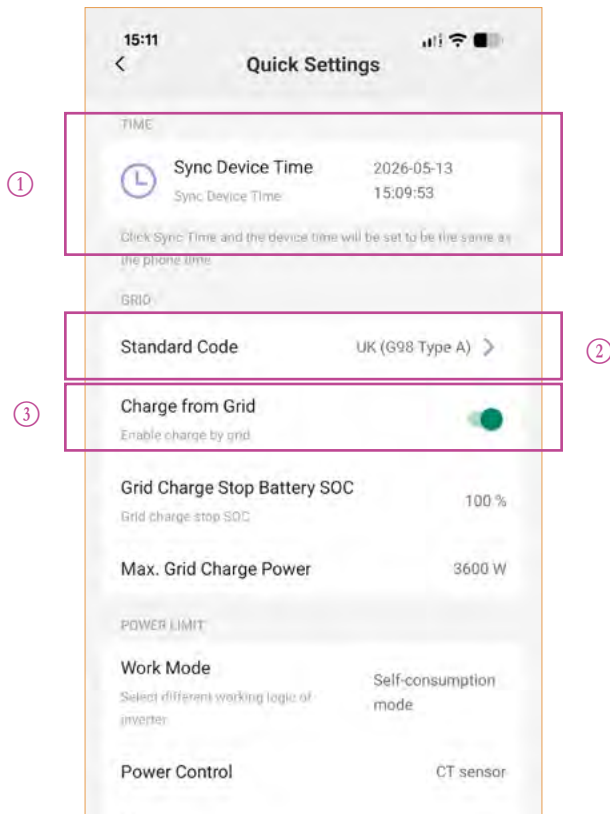 15:11
Quick Settings
TIME
①
Sync Device Time
2026-05-13
Sync Device Time
15:09:53
Click Sync Time and the device time will be set to be the same as
the phone time
GRID
Standard Code
UK (G98 Type A)
②
③
Charge from Grid
Enable charge by grid
Grid Charge Stop Battery SOC
100 %
Grid charge stop SOC
Max. Grid Charge Power
3600 W
POWER LIMIT
Work Mode
Self-consumption
mode
Select different working logic of
inverter
Power Control
CT sensor